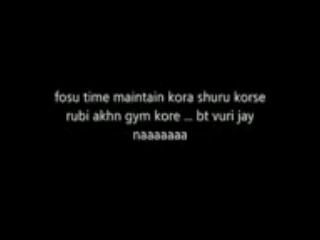 fosu time maintain kora shuru korse
rubi akhn gym kore ... bt vuri jay
naaaaaaa